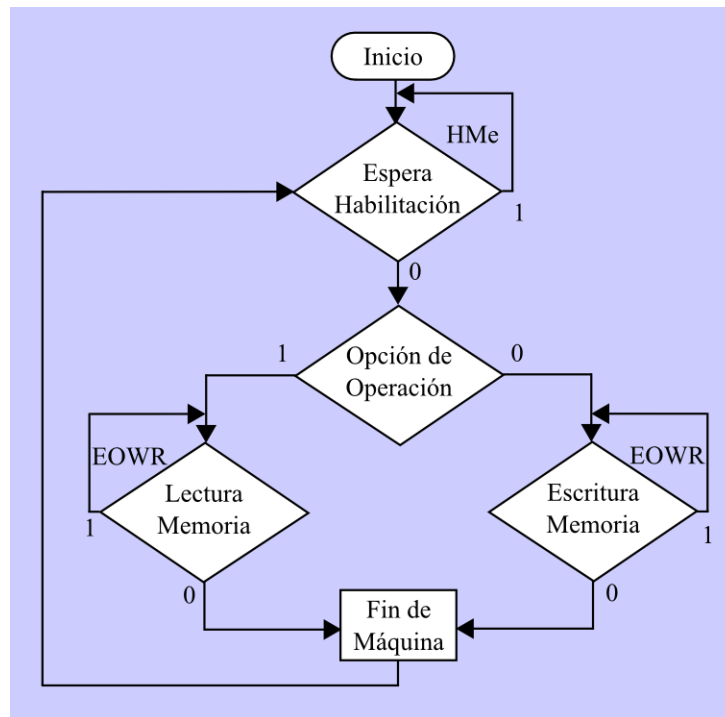 Inicio
HMe
Espera
Habilitación
1
0
1
Opción de
Operación
0
EOWR
Lectura
Memoria
1
0
EOWR
Escritura
Memoria
1
0
Fin de
Máquina